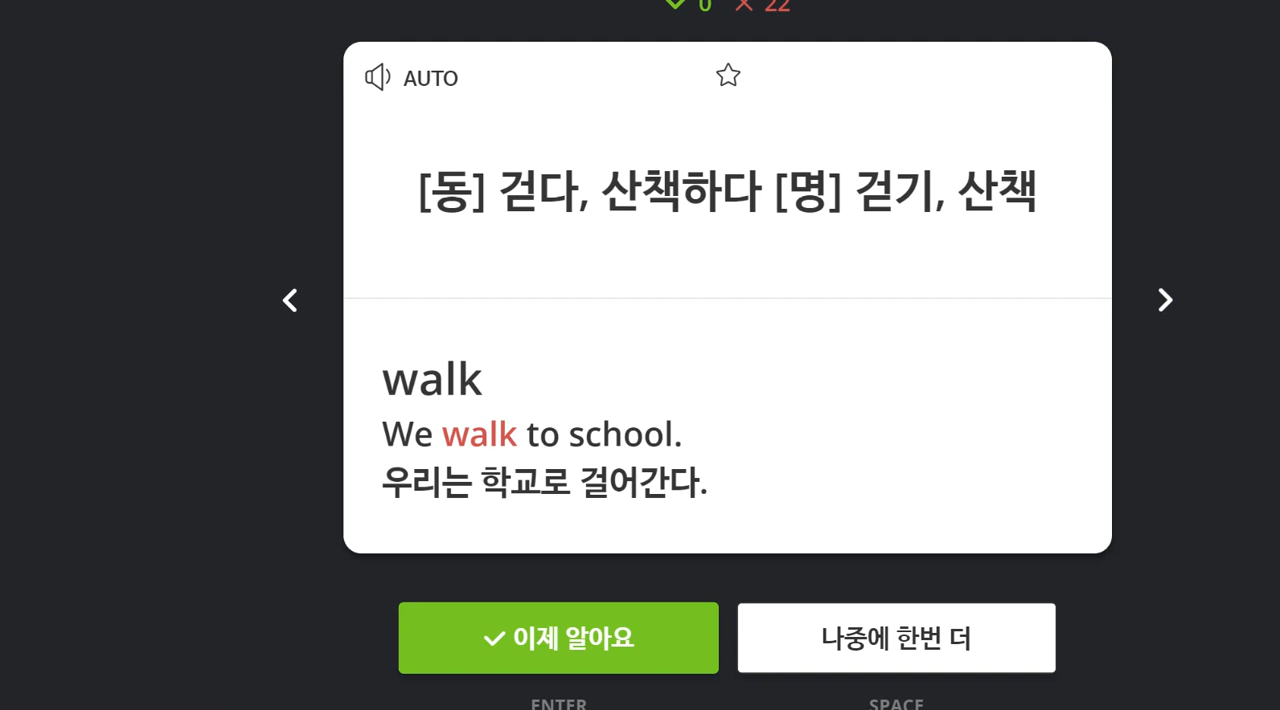 0 22
AUTO
[동] 걷다, 산책하다 [명] 걷기, 산책
walk
We walk to school.
우리는 학교로 걸어간다.
이제 알아요 나중에 한번 더
ENTER SPACE